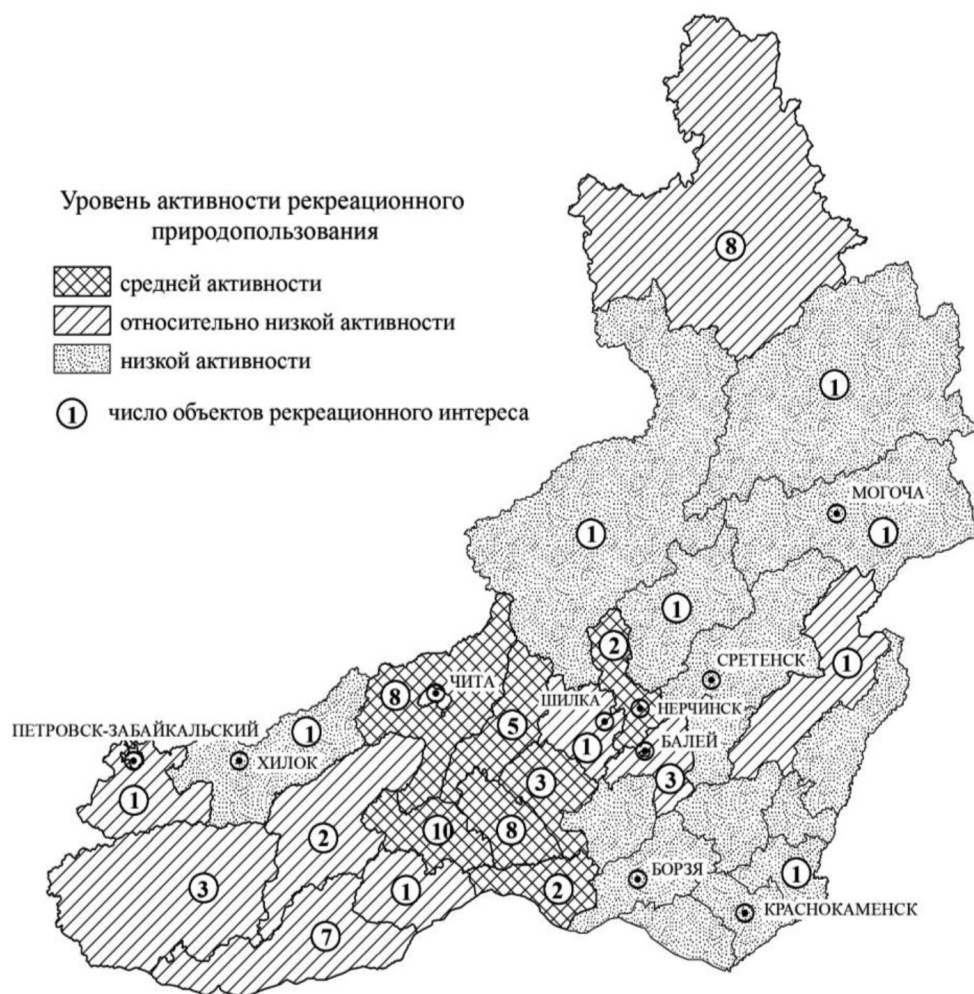 Уровень активности рекреационного
природопользования
средней активности
относительно низкой активности
низкой активности
1 число объектов рекреационного интереса
8
1
МОГОЧА
1
1
1
2
СРЕТЕНСК
1
ЧИТА
8
ШИЛКА
НЕРЧИНСК
5
ПЕТРОВСК-ЗАБАЙКАЛЬСКИЙ
1
БАЛЕЙ
1
ХИЛОК
3
3
1
2
10
8
БОРЗЯ
1
3
1
2
КРАСНОКАМЕНСК
7